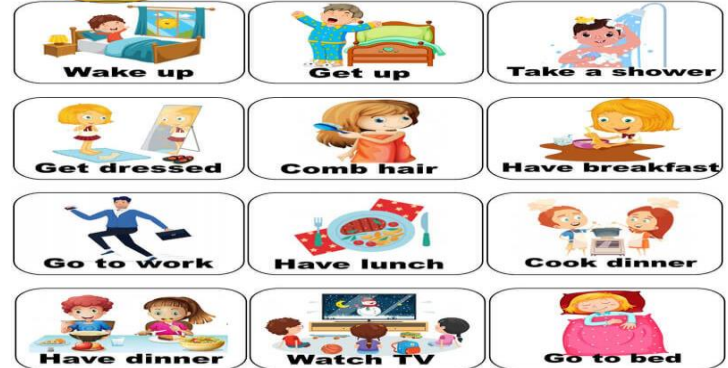 Wake up
Get up
Take a shower
Get dressed
Comb hair
Have breakfast
Go to work
Have lunch
Cook dinner
Have dinner
Watch TV
Go to bed